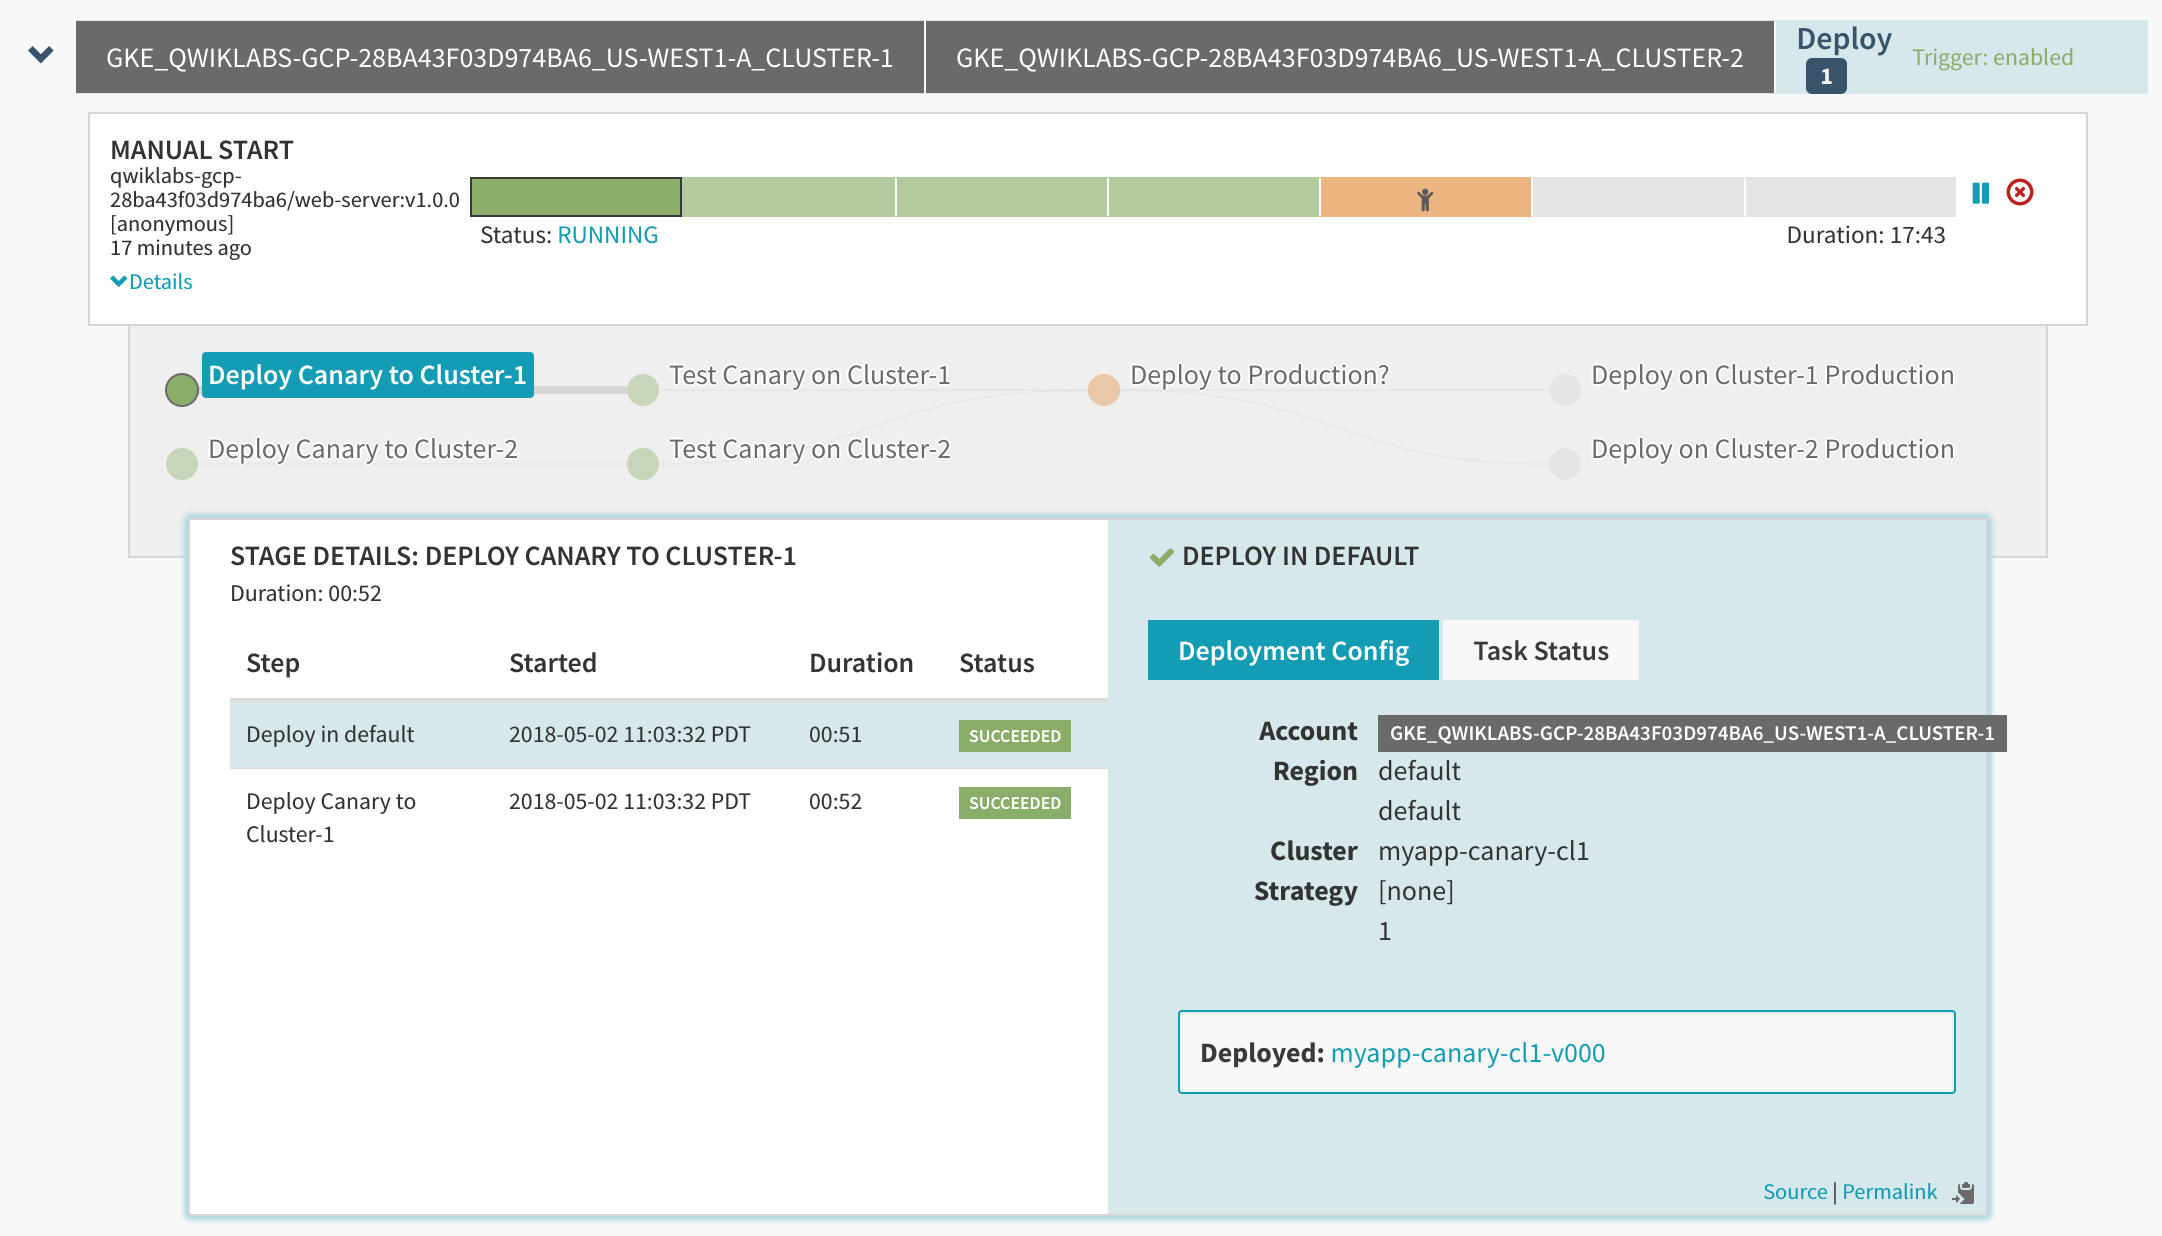 GKE_QWIKLABS-GCP-28BA43F03D974BA6_US-WEST1-A_CLUSTER-1
GKE_QWIKLABS-GCP-28BA43F03D974BA6_US-WEST1-A_CLUSTER-2
Deploy
1
Trigger: enabled
MANUAL START
qwiklabs-gcp-
28ba43f03d974ba6/web-server:v1.0.0
[anonymous]
17 minutes ago
Details
Status: RUNNING
Duration: 17:43
Deploy Canary to Cluster-1
Test Canary on Cluster-1
Deploy to Production?
Deploy on Cluster-1 Production
Deploy Canary to Cluster-2
Test Canary on Cluster-2
Deploy on Cluster-2 Production
STAGE DETAILS: DEPLOY CANARY TO CLUSTER-1
Duration: 00:52
Step Started Duration Status
Deploy in default 2018-05-02 11:03:32 PDT 00:51 SUCCEEDED
Deploy Canary to 2018-05-02 11:03:32 PDT 00:52 SUCCEEDED
Cluster-1
DEPLOY IN DEFAULT
Deployment Config
Task Status
Account GKE_QWIKLABS-GCP-28BA43F03D974BA6_US-WEST1-A_CLUSTER-1
Region default
default
Cluster myapp-canary-cl1
Strategy [none]
1
Deployed: myapp-canary-cl1-v000
Source | Permalink